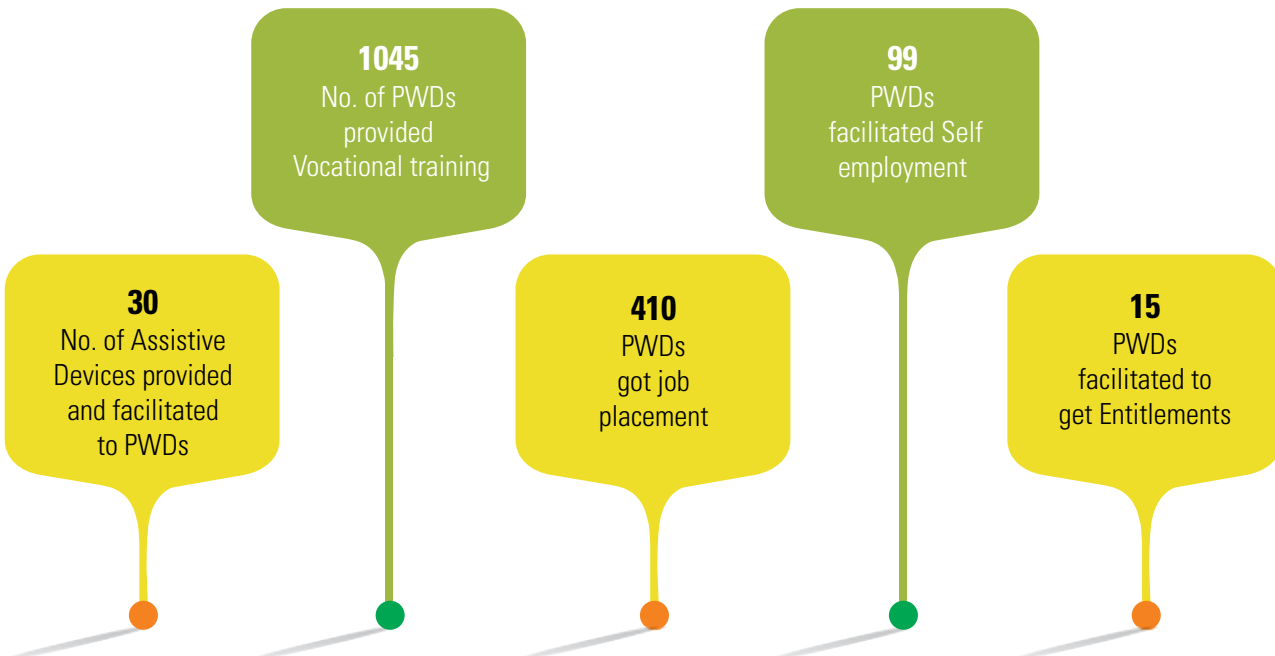 30
No. of Assistive
Devices provided
and facilitated
to PWDs
1045
No. of PWDs
provided
Vocational training
410
PWDs
got job
placement
99
PWDs
facilitated Self
employment
15
PWDs
facilitated to
get Entitlements